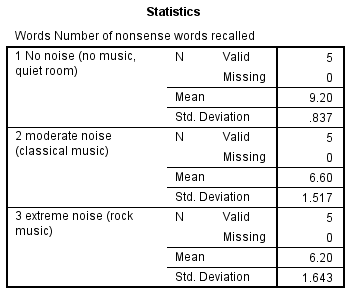 Statistics
Words Number of nonsense words recalled
1 No noise (no music, N Valid 5
quiet room) Missing 0
Mean 9.20
Std. Deviation .837
2 moderate noise N Valid 5
(classical music) Missing 0
Mean 6.60
Std. Deviation 1.517
3 extreme noise (rock N Valid 5
music) Missing 0
Mean 6.20
Std. Deviation 1.643